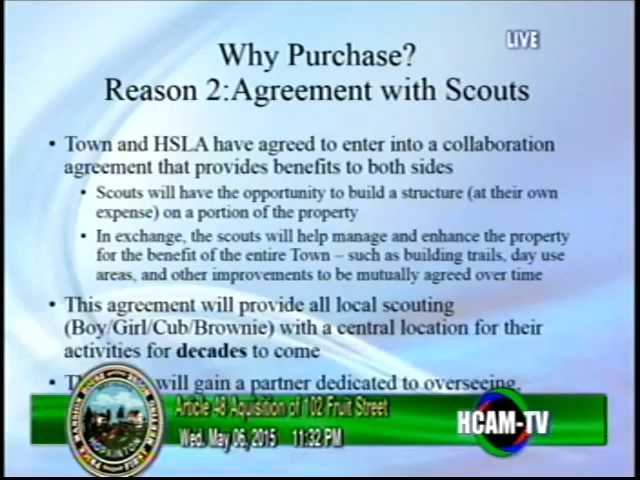 LIVE
Why Purchase?
Reason 2:Agreement with Scouts
• Town and HSLA have agreed to enter into a collaboration
agreement that provides benefits to both sides
• Scouts will have the opportunity to build a structure (at their own
expense) on a portion of the property
• In exchange, the scouts will help manage and enhance the property
for the benefit of the entire Town – such as building trails, day use
areas, and other improvements to be mutually agreed over time
• This agreement will provide all local scouting
(Boy/Girl/Cub/Brownie) with a central location for their
activities for decades to come
• will gain a partner dedicated to overseeing,
Article 48 Aquisition of 102 Fruit Street
Wed. May 06, 2015 11:32 PM
HCAM-TV
HOPKINTON